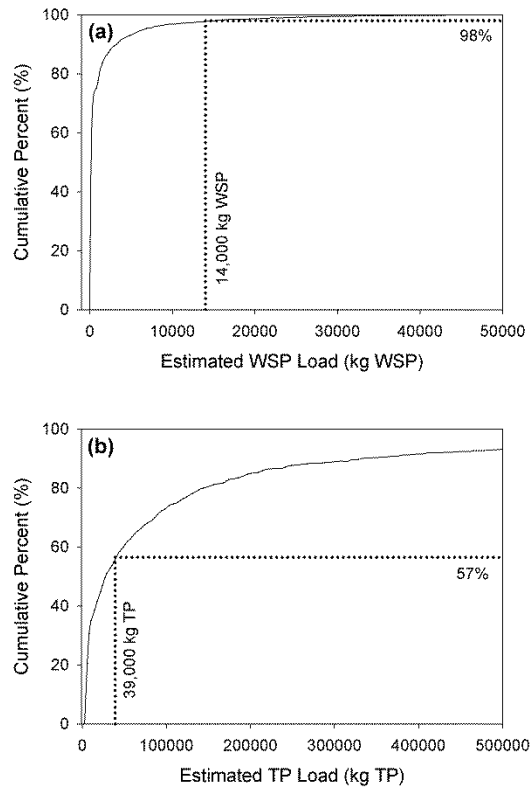 (a)
100
80
60
40
20
0
Cumulative Percent (%)
98%
14,000 kg WSP
0 10000 20000 30000 40000 50000
Estimated WSP Load (kg WSP)
(b)
100
80
60
40
20
0
Cumulative Percent (%)
57%
39,000 kg TP
0 100000 200000 300000 400000 500000
Estimated TP Load (kg TP)